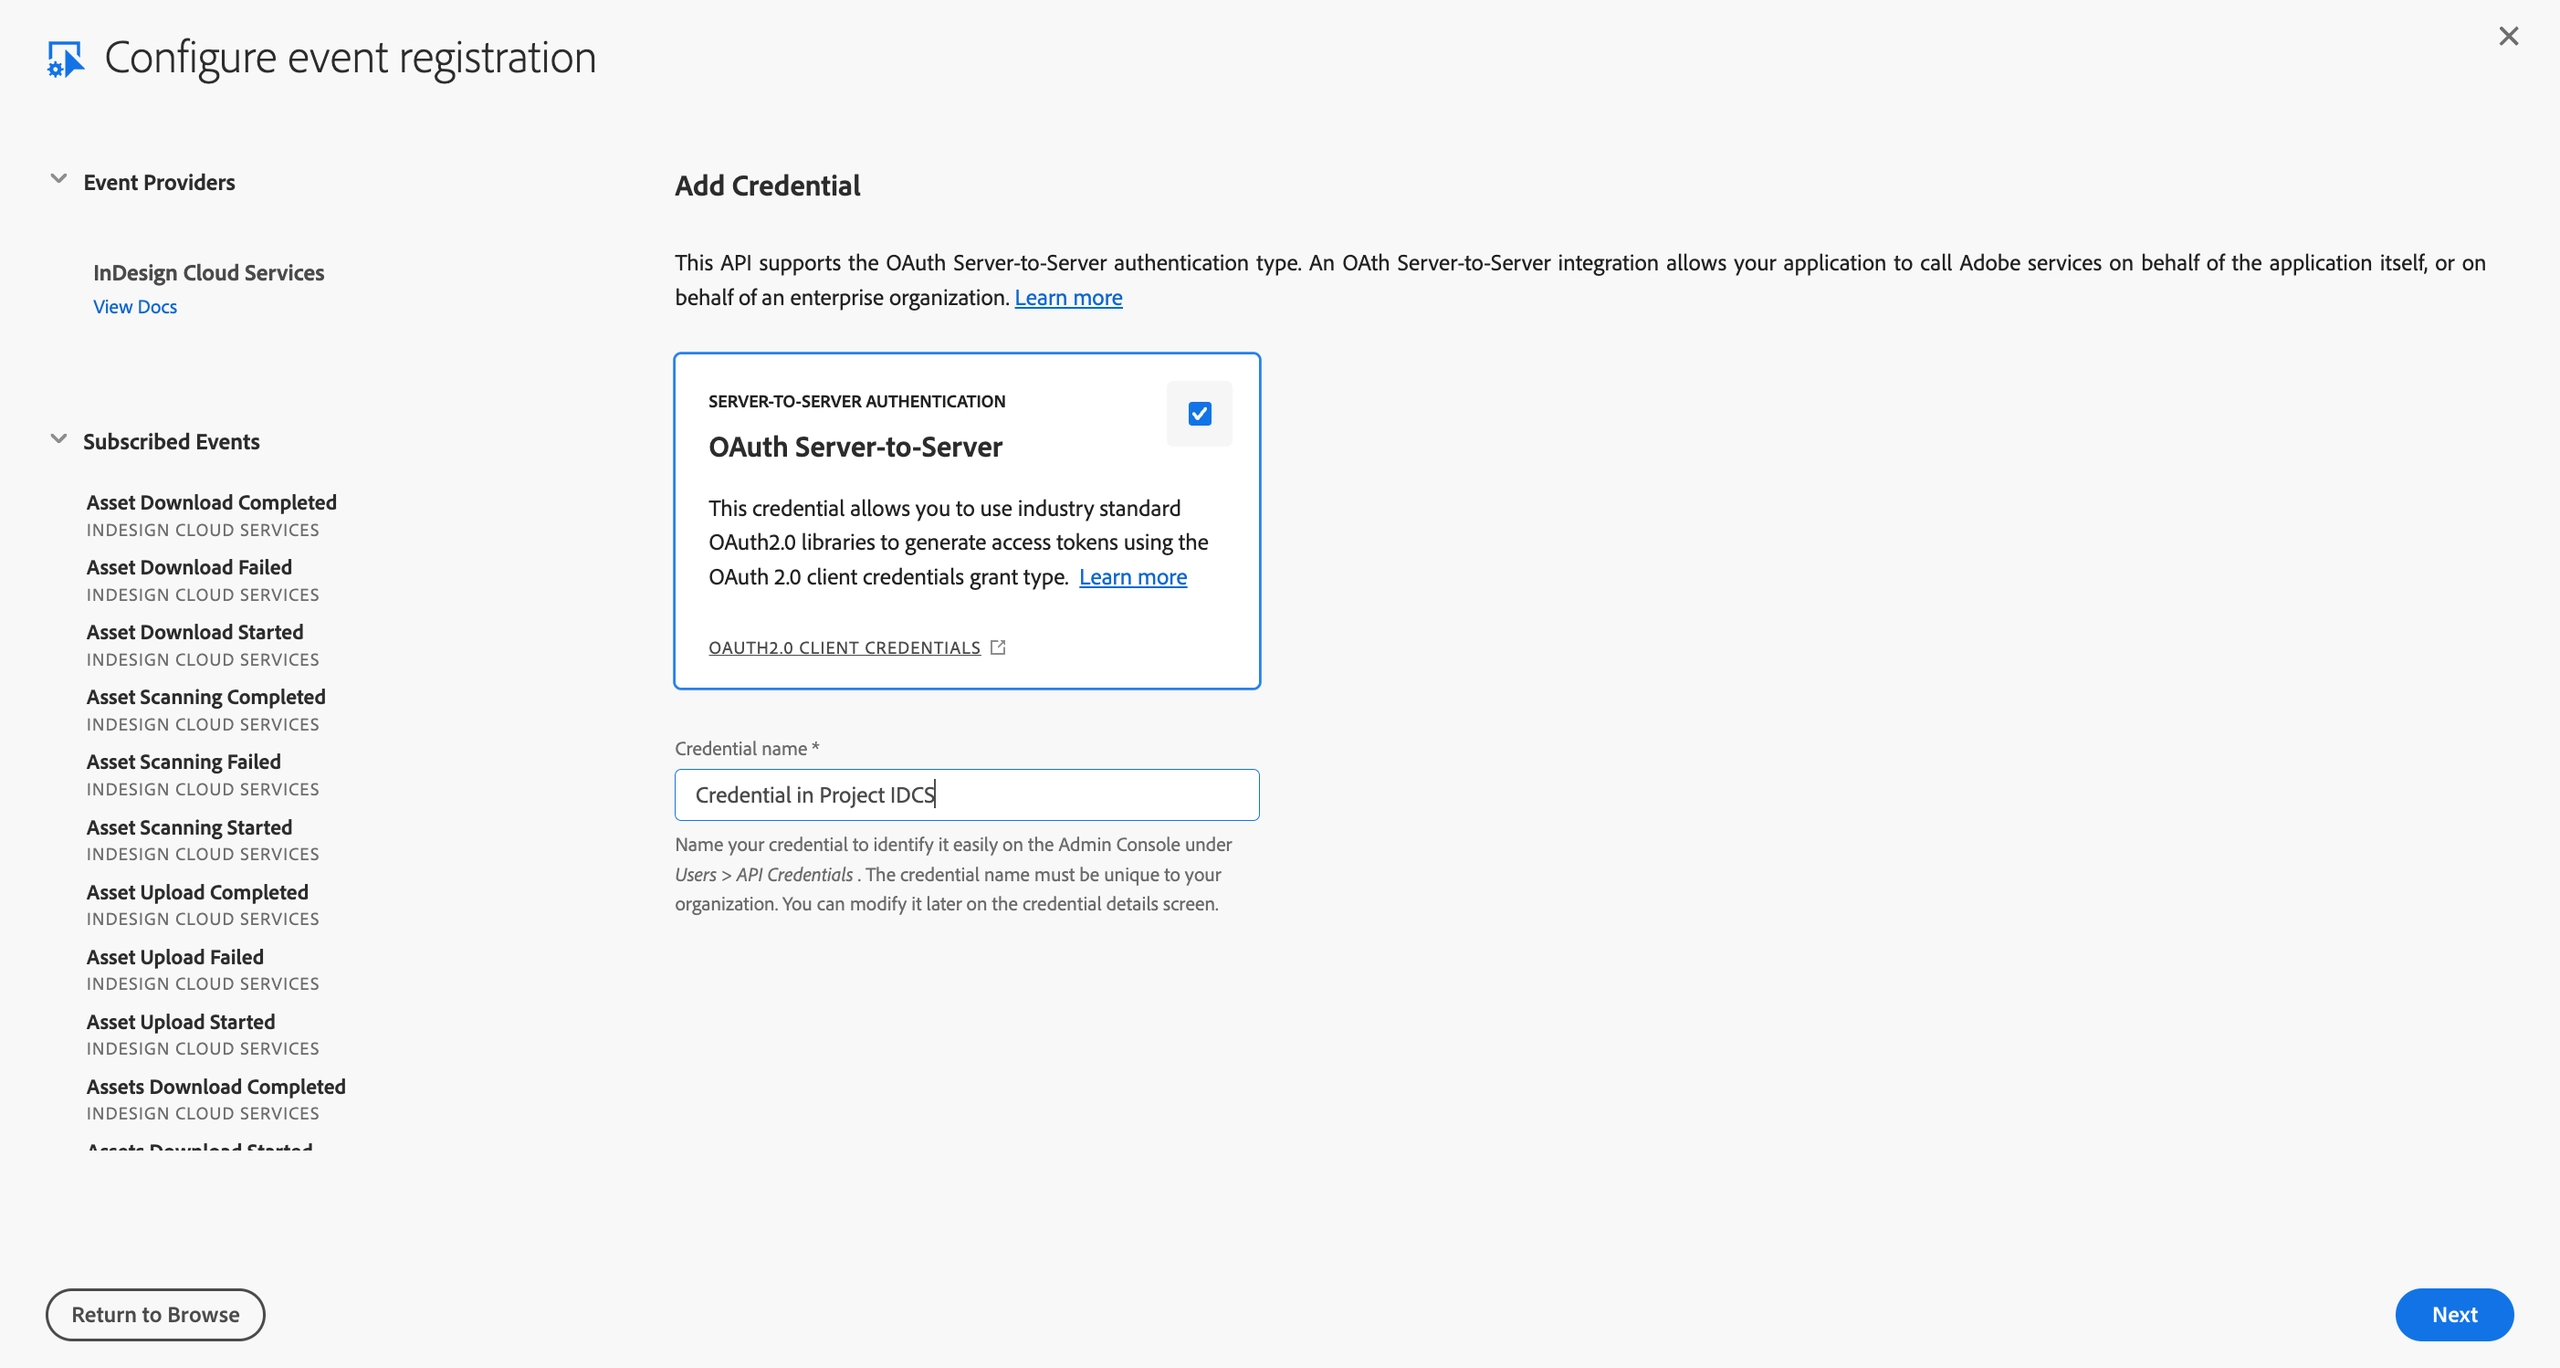 Configure event registration
Event Providers
InDesign Cloud Services
View Docs
Subscribed Events
Asset Download Completed
INDESIGN CLOUD SERVICES
Asset Download Failed
INDESIGN CLOUD SERVICES
Asset Download Started
INDESIGN CLOUD SERVICES
Asset Scanning Completed
INDESIGN CLOUD SERVICES
Asset Scanning Failed
INDESIGN CLOUD SERVICES
Asset Scanning Started
INDESIGN CLOUD SERVICES
Asset Upload Completed
INDESIGN CLOUD SERVICES
Asset Upload Failed
INDESIGN CLOUD SERVICES
Asset Upload Started
INDESIGN CLOUD SERVICES
Assets Download Completed
INDESIGN CLOUD SERVICES
Assets Download Started
Add Credential
This API supports the OAuth Server-to-Server authentication type. An OAth Server-to-Server integration allows your application to call Adobe services on behalf of the application itself, or on
behalf of an enterprise organization. Learn more
SERVER-TO-SERVER AUTHENTICATION
OAuth Server-to-Server
This credential allows you to use industry standard
OAuth2.0 libraries to generate access tokens using the
OAuth 2.0 client credentials grant type. Learn more
OAUTH2.0 CLIENT CREDENTIALS
Credential name *
Credential in Project IDCS
Name your credential to identify it easily on the Admin Console under
Users > API Credentials . The credential name must be unique to your
organization. You can modify it later on the credential details screen.
Return to Browse
Next